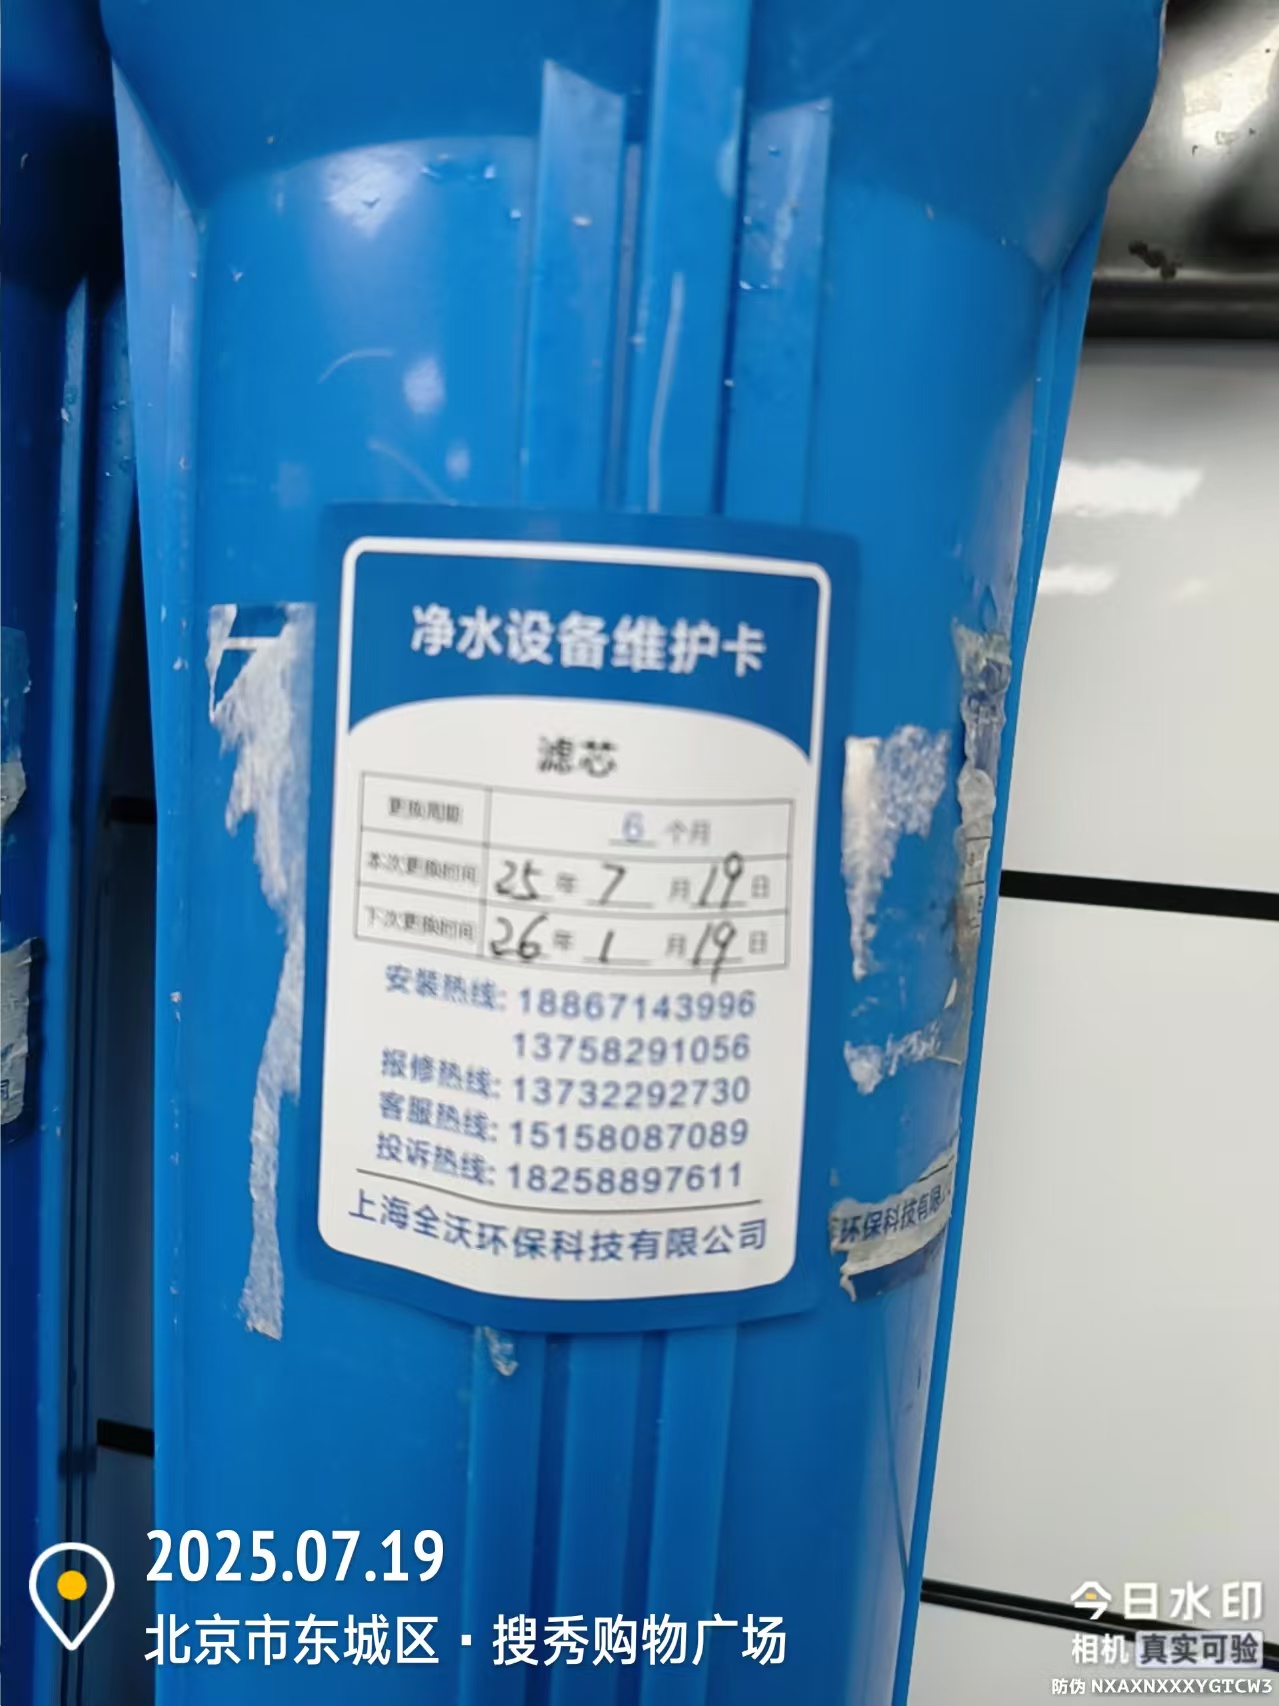 净水设备维护卡
滤芯
更换周期 6 个月
本次更换时间 25年 7 月 19 日
下次更换时间 26年 1 月 19 日
安装热线: 18867143996
13758291056
报修热线: 13732292730
客服热线: 15158087089
投诉热线: 18258897611
上海全沃环保科技有限公司
环保科技有限
2025.07.19
北京市东城区·搜秀购物广场
今日水印
相机 真实可验
防伪 NXAXNXXXYGTCW3